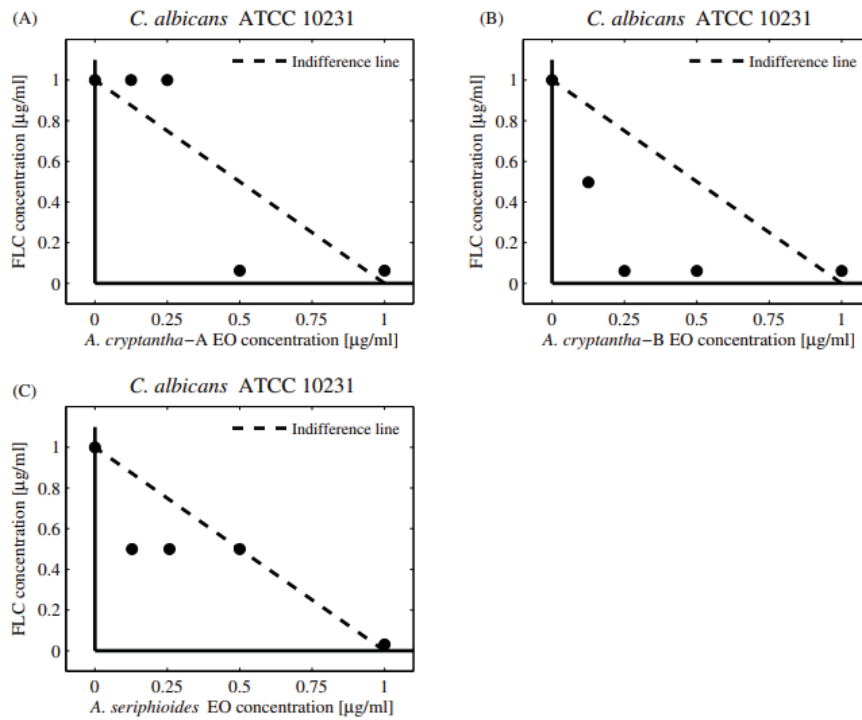 (A)
C. albicans ATCC 10231
Indifference line
FLC concentration [µg/ml]
1
0.8
0.6
0.4
0.2
0
0 0.25 0.5 0.75 1
A. cryptantha−A EO concentration [µg/ml]
(B)
C. albicans ATCC 10231
Indifference line
FLC concentration [µg/ml]
1
0.8
0.6
0.4
0.2
0
0 0.25 0.5 0.75 1
A. cryptantha−B EO concentration [µg/ml]
(C)
C. albicans ATCC 10231
Indifference line
FLC concentration [µg/ml]
1
0.8
0.6
0.4
0.2
0
0 0.25 0.5 0.75 1
A. seriphioides EO concentration [µg/ml]